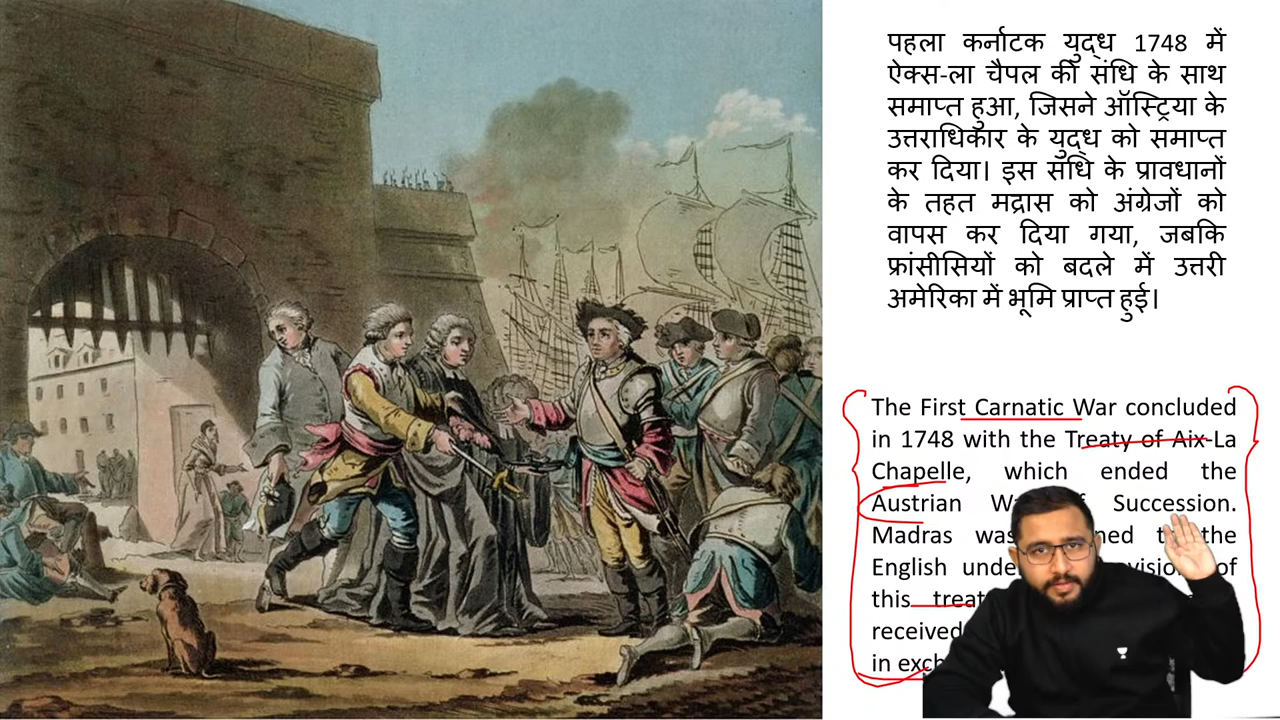 पहला कर्नाटक युद्ध 1748 में
ऐक्स-ला चैपल की संधि के साथ
समाप्त हुआ, जिसने ऑस्ट्रिया के
उत्तराधिकार के युद्ध को समाप्त
कर दिया। इस संधि के प्रावधानों
के तहत मद्रास को अंग्रेजों को
वापस कर दिया गया, जबकि
फ्रांसीसियों को बदले में उत्तरी
अमेरिका में भूमि प्राप्त हुई।
The First Carnatic War concluded
in 1748 with the Treaty of Aix-La
Chapelle, which ended the
Austrian Succession.
Madras was the
English of
this
received
in